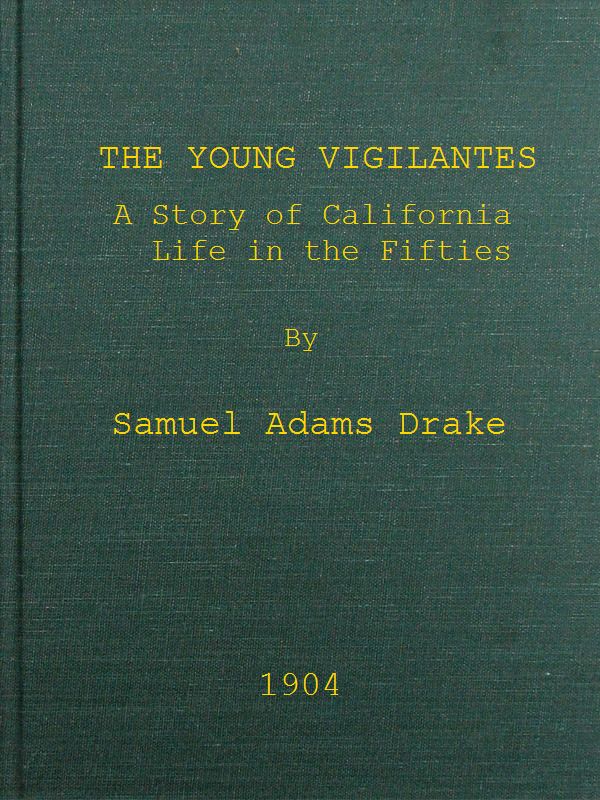 THE YOUNG VIGILANTES
A Story of California
Life in the Fifties
By
Samuel Adams Drake
1904